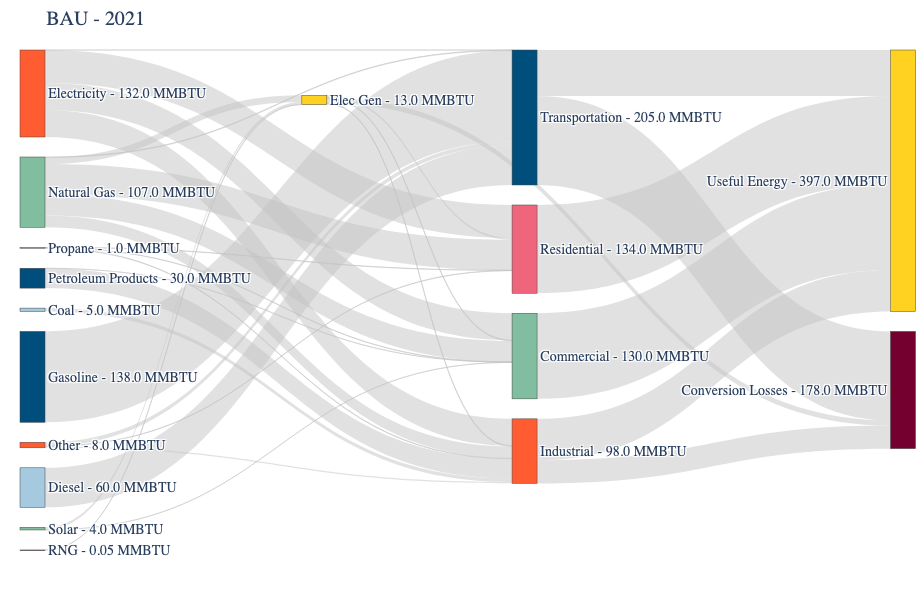 BAU - 2021
Electricity - 132.0 MMBTU
Elec Gen - 13.0 MMBTU
Transportation - 205.0 MMBTU
Useful Energy - 397.0 MMBTU
Natural Gas - 107.0 MMBTU
Propane - 1.0 MMBTU
Residential - 134.0 MMBTU
Petroleum Products - 30.0 MMBTU
Coal - 5.0 MMBTU
Commercial - 130.0 MMBTU
Gasoline - 138.0 MMBTU
Conversion Losses - 178.0 MMBTU
Other - 8.0 MMBTU
Industrial - 98.0 MMBTU
Diesel - 60.0 MMBTU
Solar - 4.0 MMBTU
RNG - 0.05 MMBTU